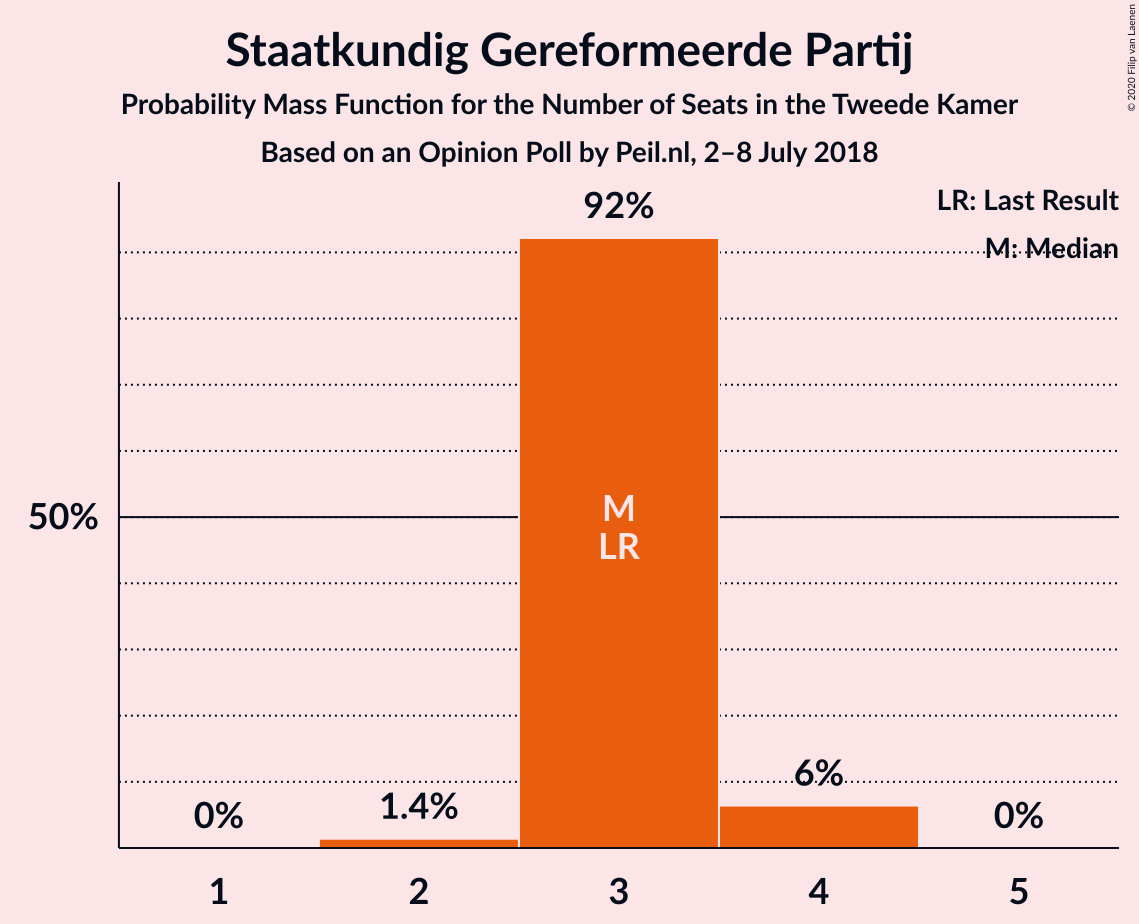 Staatkundig Gereformeerde Partij
Probability Mass Function for the Number of Seats in the Tweede Kamer
Based on an Opinion Poll by Peil.nl, 2–8 July 2018
© 2020 Filip van Laenen
LR: Last Result
M: Median
92%
50%
M
LR
0%
1.4%
6%
0%
1 2 3 4 5